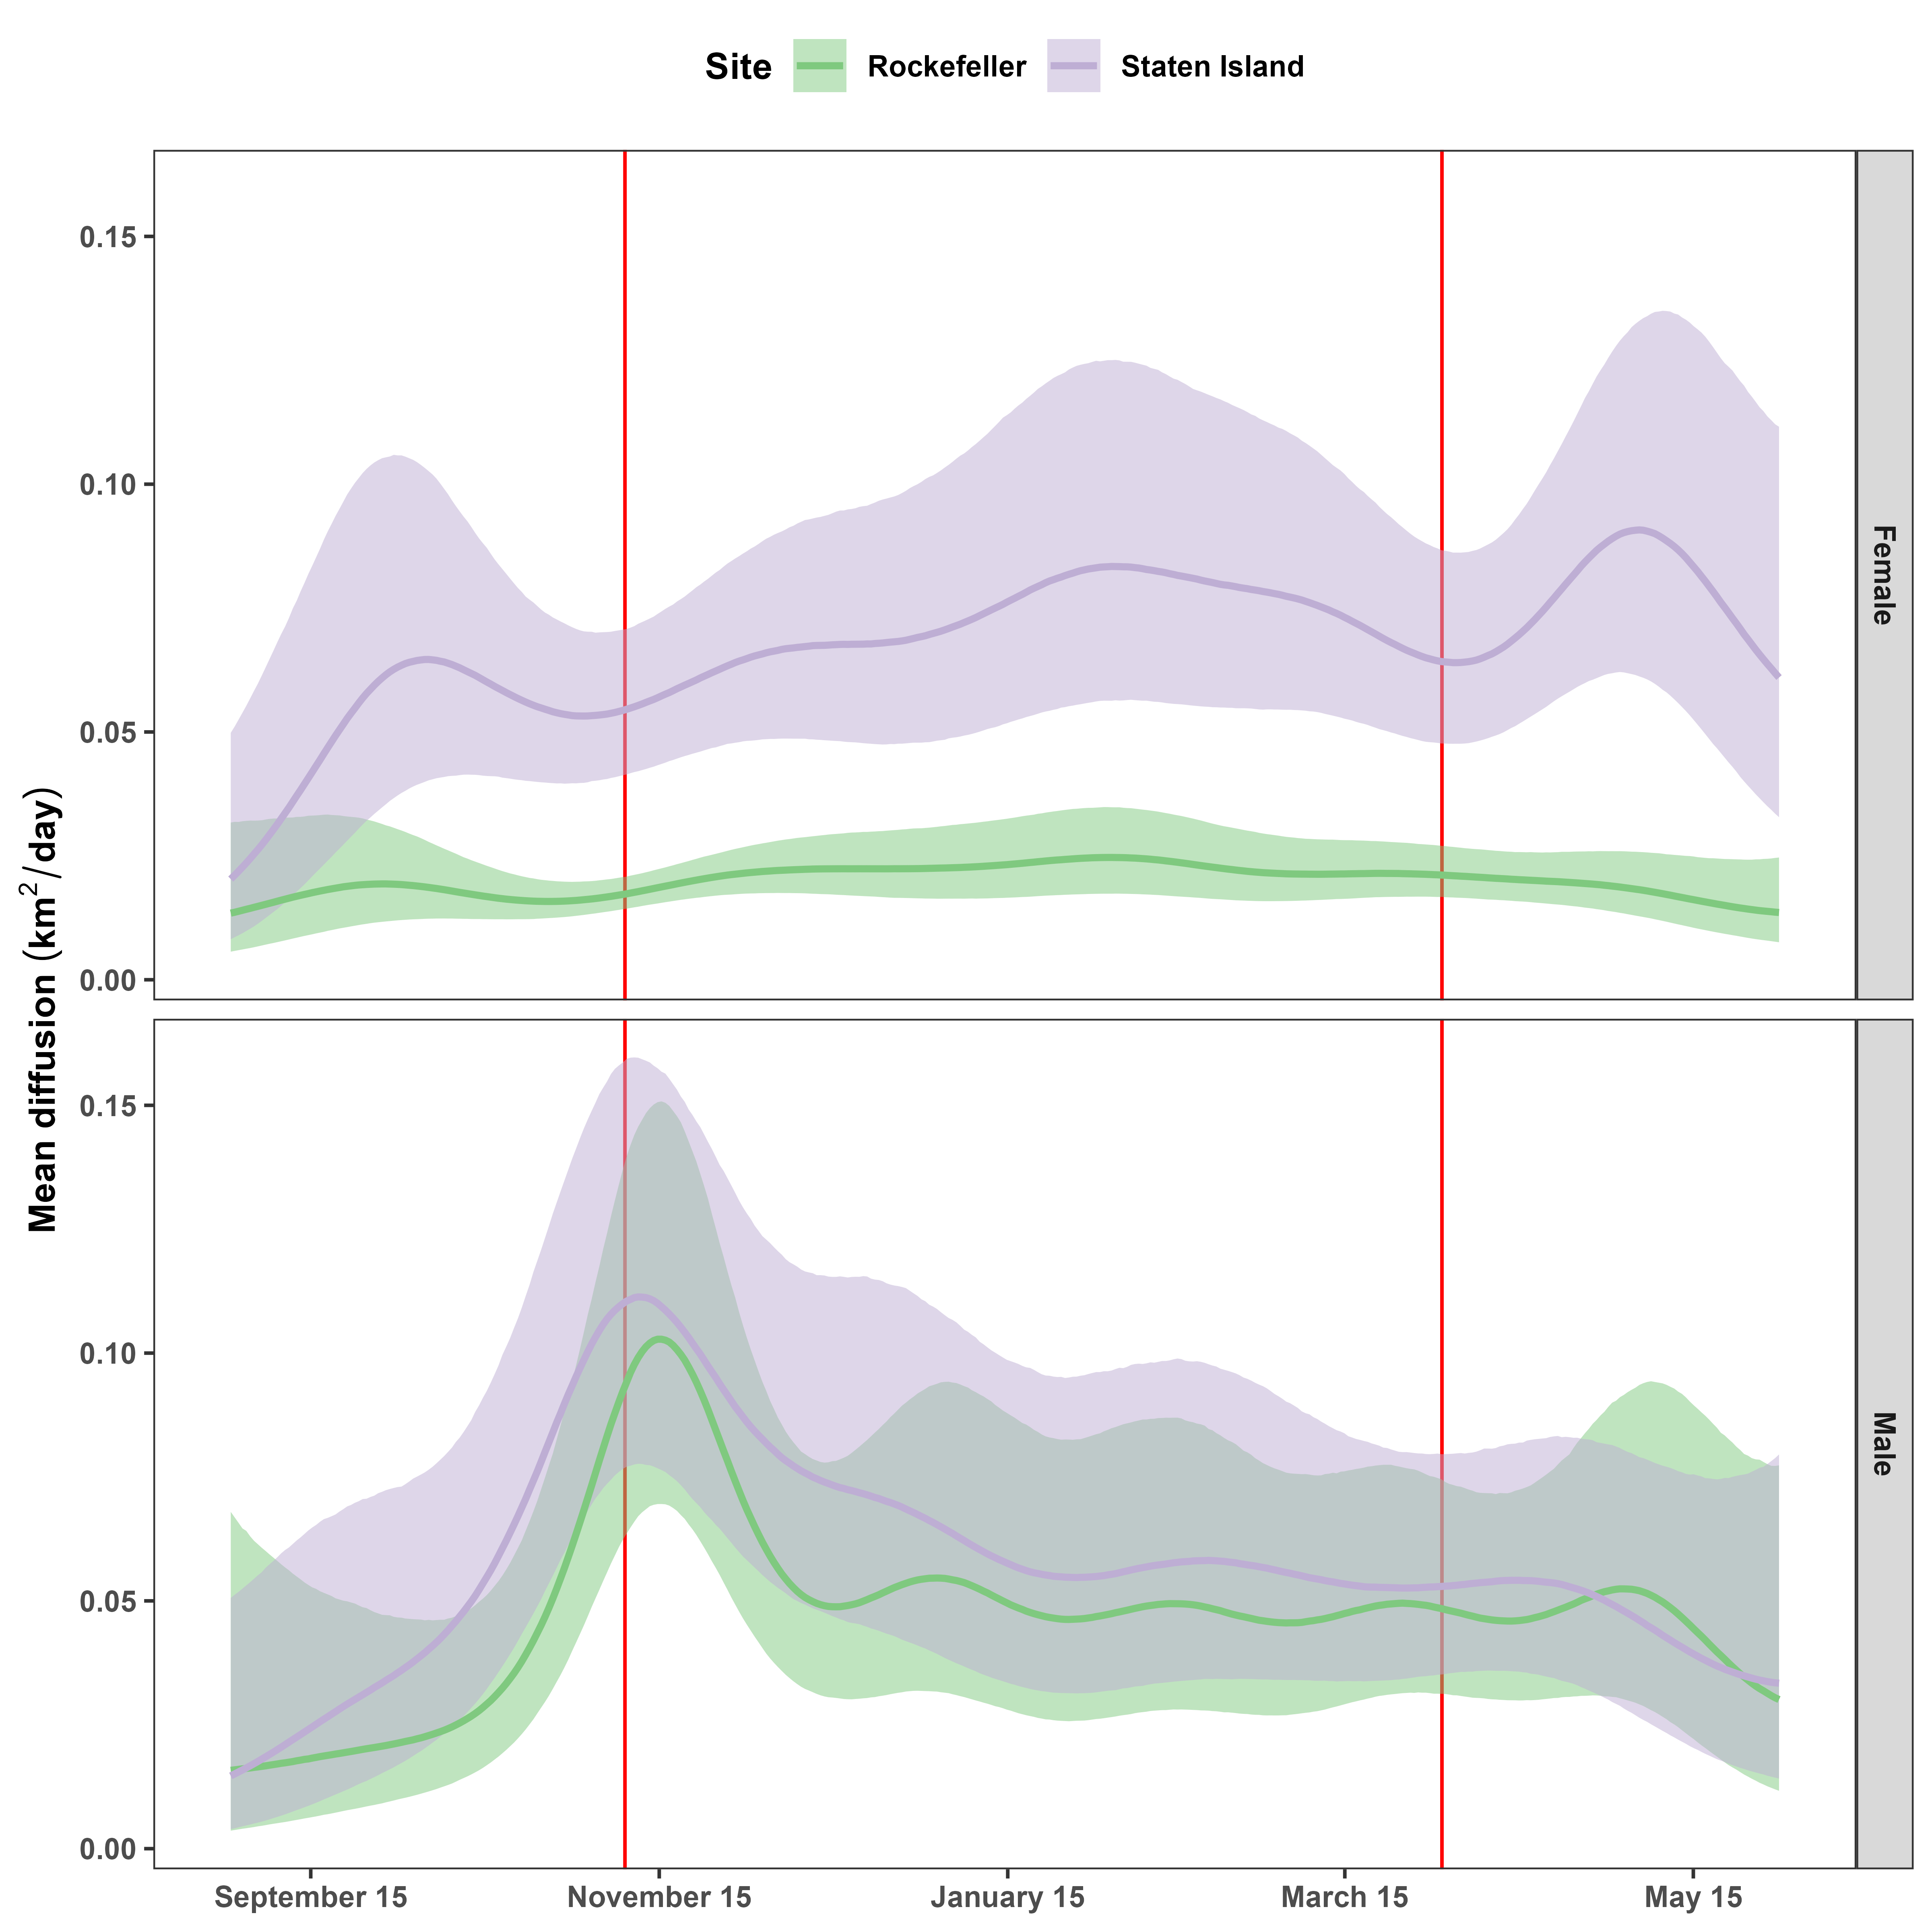 Site Rockefeller Staten Island
Mean diffusion (km²/day)
0.15
0.10
0.05
0.00
Female
0.15
0.10
0.05
0.00
Male
September 15 November 15 January 15 March 15 May 15